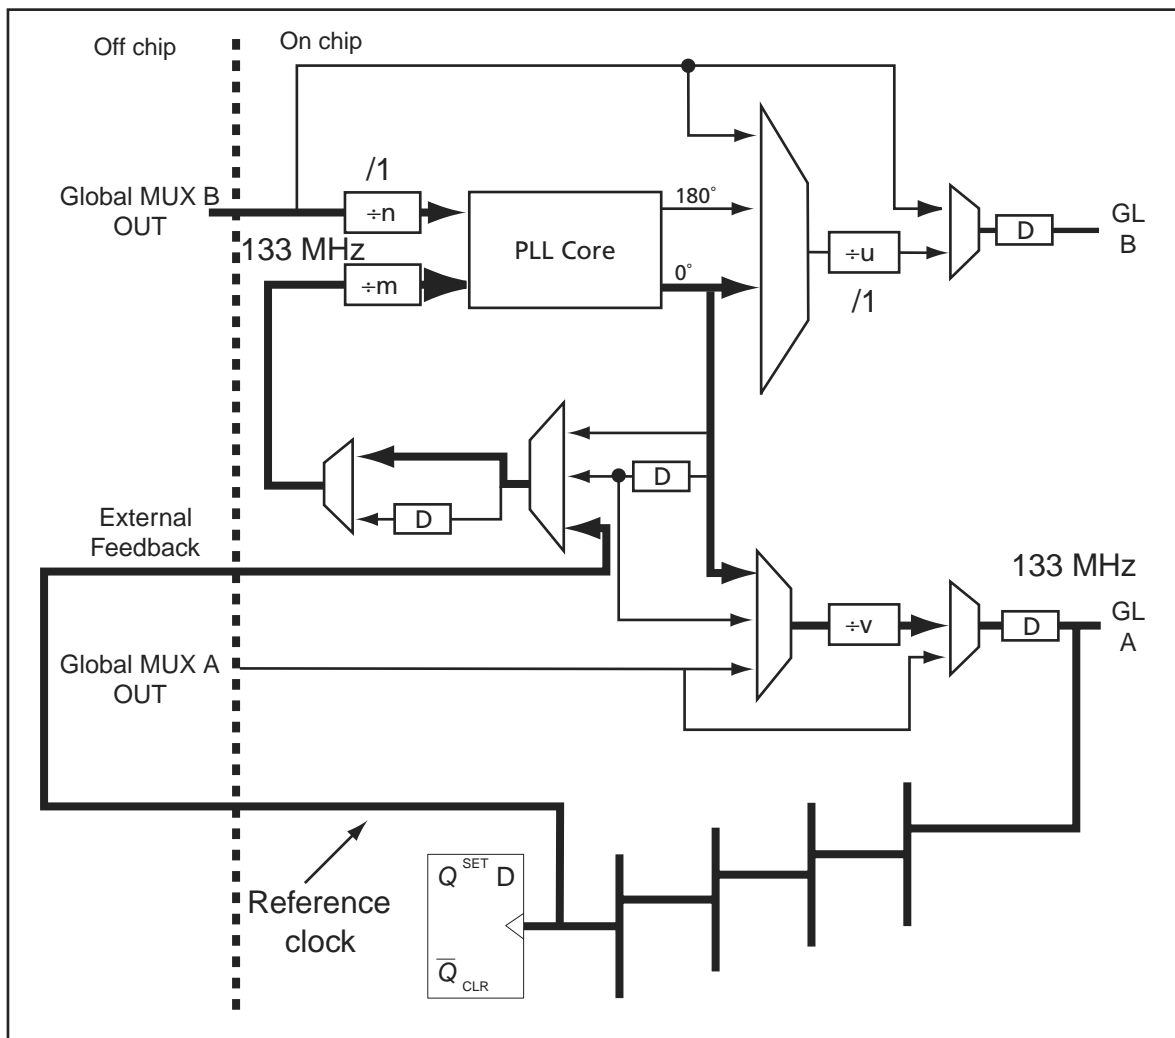 Off chip
On chip
/1
Global MUX B
OUT
÷n
180°
PLL Core
133 MHz
÷m
0°
÷u
/1
D
GL
B
D
D
External
Feedback
133 MHz
÷v
D
GL
A
Global MUX A
OUT
Reference
clock
Q SET D
Q̅ CLR